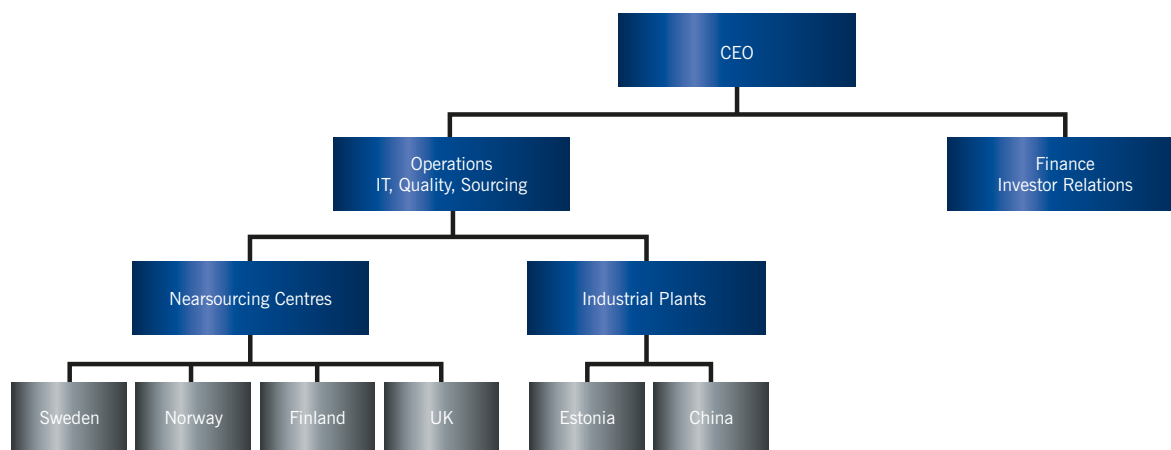 CEO
Operations
IT, Quality, Sourcing
Finance
Investor Relations
Nearsourcing Centres
Industrial Plants
Sweden
Norway
Finland
UK
Estonia
China